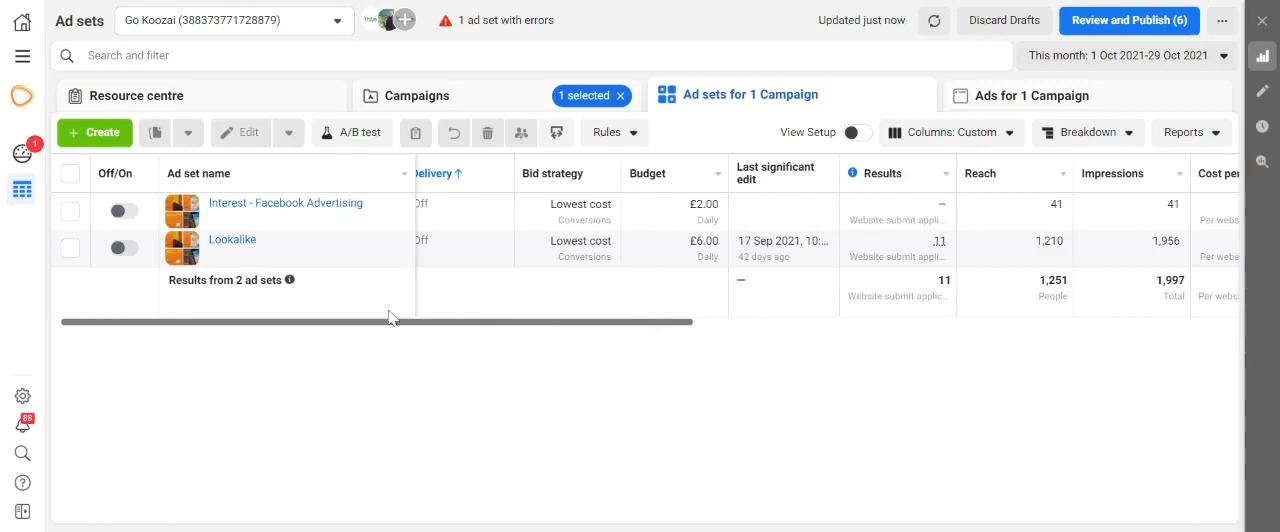 Ad sets
Go Koozai (388373771728879)
1 ad set with errors
Updated just now
Discard Drafts
Review and Publish (6)
Search and filter
This month: 1 Oct 2021-29 Oct 2021
Resource centre
Campaigns
1 selected ×
Ad sets for 1 Campaign
Ads for 1 Campaign
+ Create
Edit
A/B test
Rules
View Setup
Columns: Custom
Breakdown
Reports
1
Off/On
Ad set name
Delivery
Bid strategy
Budget
Last significant
edit
Results
Reach
Impressions
Cost per
Interest - Facebook Advertising
Off
Lowest cost
£2.00
—
41
41
Conversions
Daily
Website submit appli...
Per webs
Lookalike
Off
Lowest cost
£6.00
17 Sep 2021, 10:...
11
1,210
1,956
Conversions
Daily
42 days ago
Website submit appli...
Per webs
Results from 2 ad sets
—
11
1,251
1,997
Website submit applic...
People
Total
Per webs
88